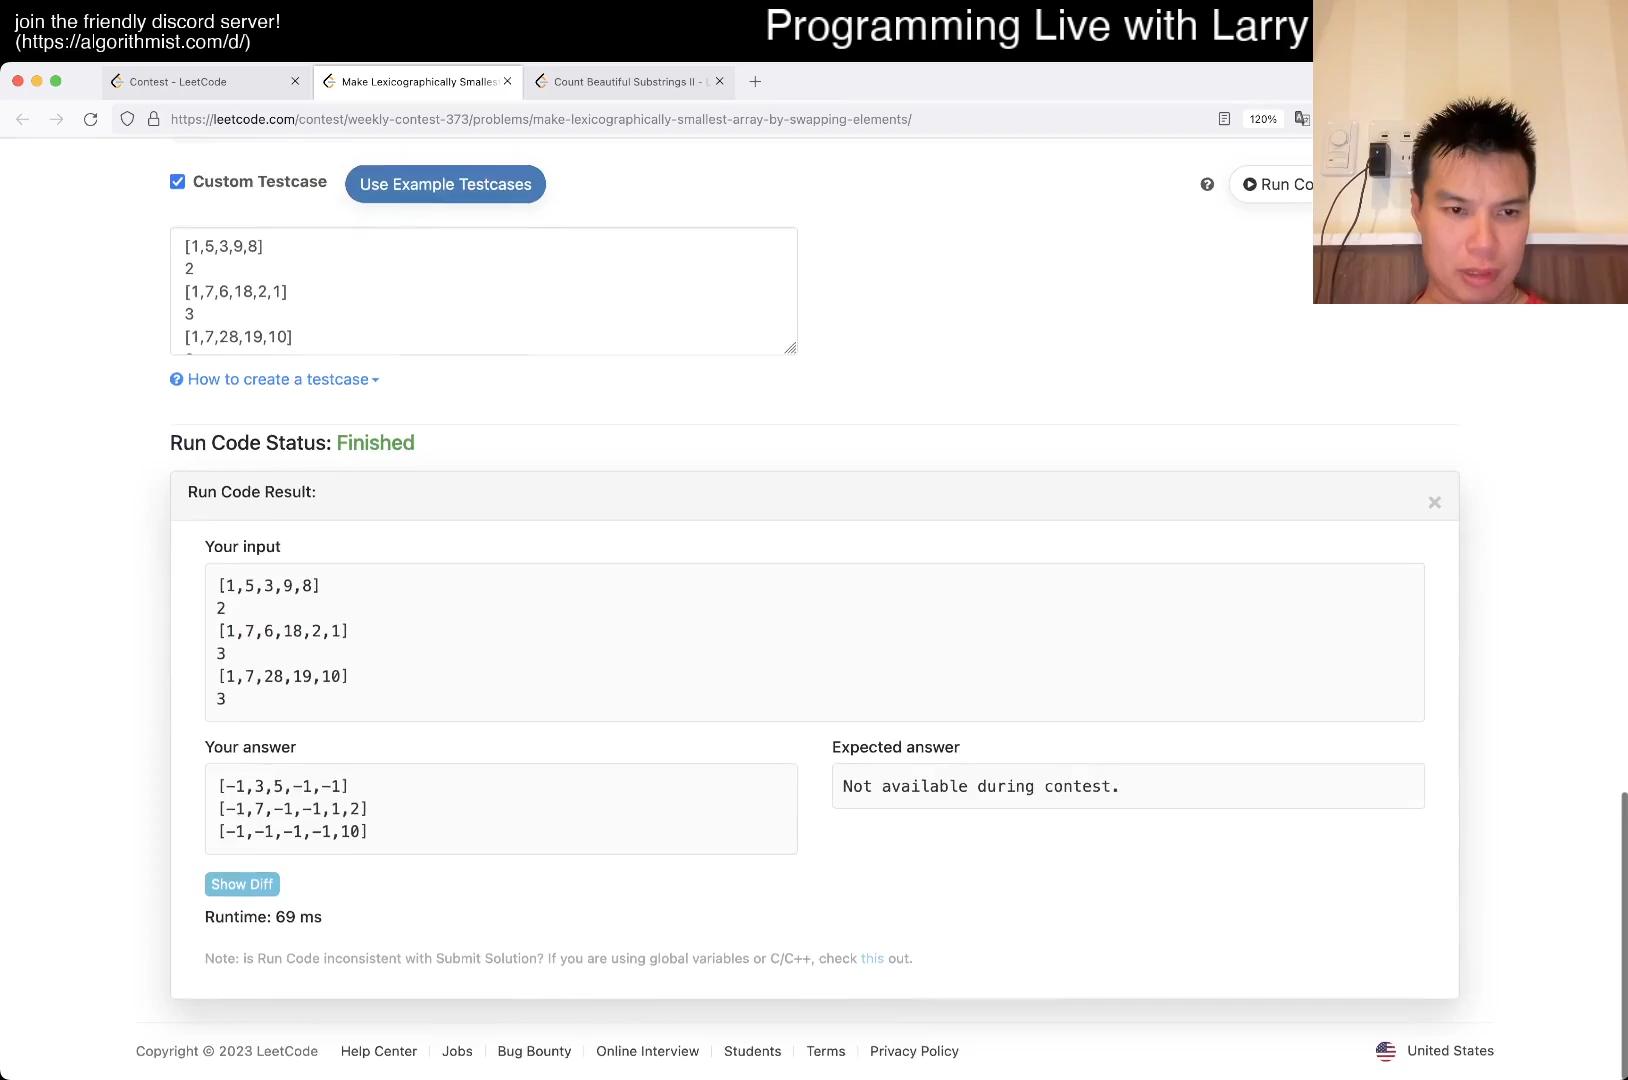 join the friendly discord server!
(https://algorithmist.com/d/)
Programming Live with Larry
Contest - LeetCode
Make Lexicographically Smalles
Count Beautiful Substrings II - L
https://leetcode.com/contest/weekly-contest-373/problems/make-lexicographically-smallest-array-by-swapping-elements/
120%
Custom Testcase
Use Example Testcases
Run Co
[1,5,3,9,8]
2
[1,7,6,18,2,1]
3
[1,7,28,19,10]
How to create a testcase
Run Code Status: Finished
Run Code Result:
Your input
[1,5,3,9,8]
2
[1,7,6,18,2,1]
3
[1,7,28,19,10]
3
Your answer
Expected answer
[-1,3,5,-1,-1]
[-1,7,-1,-1,1,2]
[-1,-1,-1,-1,10]
Not available during contest.
Show Diff
Runtime: 69 ms
Note: is Run Code inconsistent with Submit Solution? If you are using global variables or C/C++, check this out.
Copyright © 2023 LeetCode
Help Center
Jobs
Bug Bounty
Online Interview
Students
Terms
Privacy Policy
United States